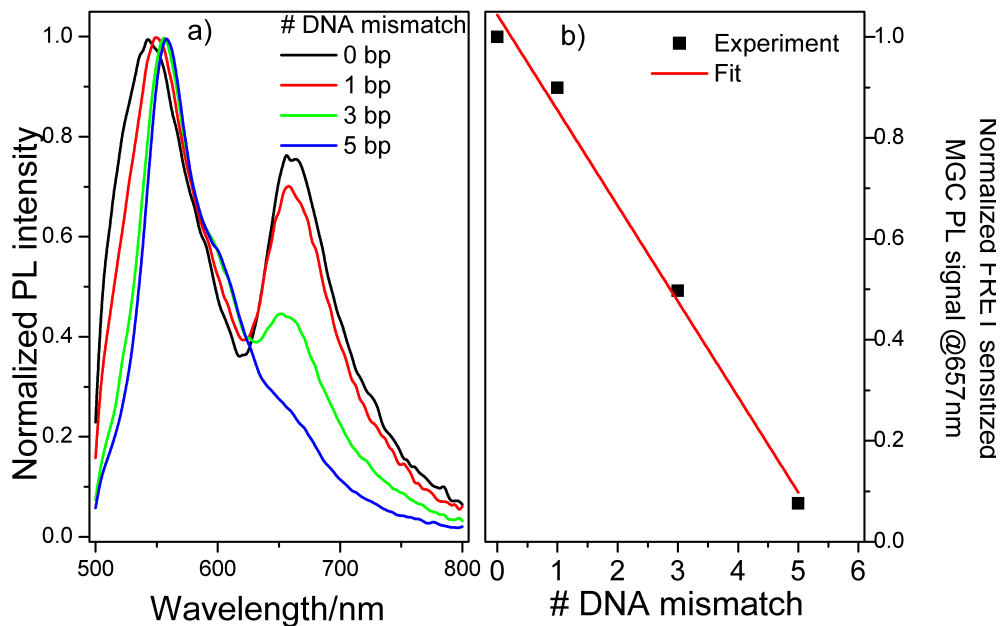 a)
# DNA mismatch
0 bp
1 bp
3 bp
5 bp
1.0
0.8
0.6
0.4
0.2
0.0
Normalized PL intensity
500
600
700
800
Wavelength/nm
b)
Experiment
Fit
1.0
0.8
0.6
0.4
0.2
0.0
Normalized FRET sensitized
MGC PL signal @657nm
0
1
2
3
4
5
6
# DNA mismatch